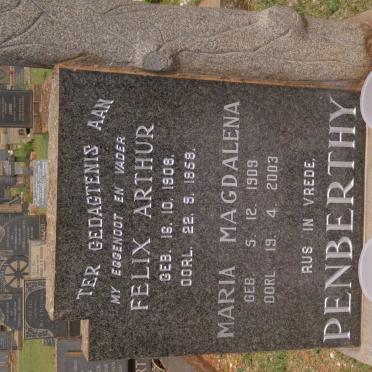 TER GEDAGTENIS AAN
MY EGGENOOT EN VADER
FELIX ARTHUR
GEB. 16. 10. 1908.
OORL. 22. 9. 1958.
MARIA MAGDALENA
GEB 5. 12. 1909
OORL 19. 4. 2003
RUS IN VREDE.
PENBERTHY